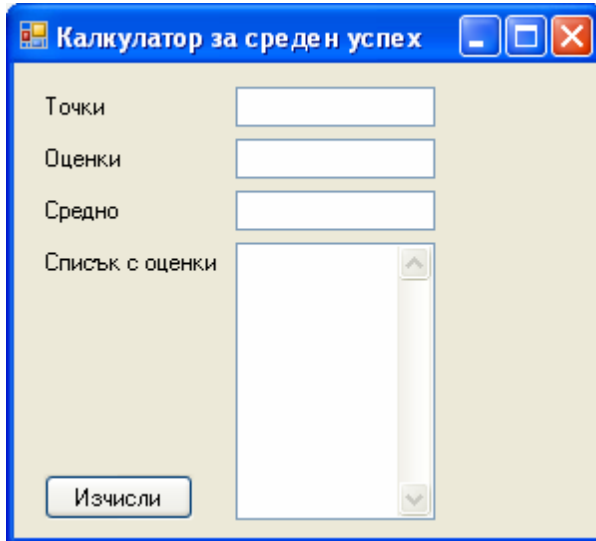 Калкулатор за среден успех
Точки
Оценки
Средно
Списък с оценки
Изчисли